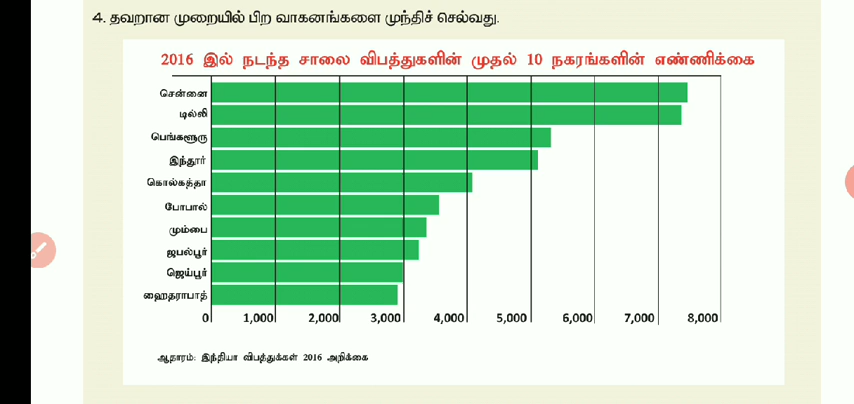 4. தவறான முறையில் பிற வாகனங்களை முந்திச் செல்வது.
2016 இல் நடந்த சாலை விபத்துகளின் முதல் 10 நகரங்களின் எண்ணிக்கை
சென்னை
டில்லி
பெங்களூரு
இந்தூர்
கொல்கத்தா
போபால்
மும்பை
ஜபல்பூர்
ஜெய்பூர்
ஹைதராபாத்
0 1,000 2,000 3,000 4,000 5,000 6,000 7,000 8,000
ஆதாரம்: இந்தியா விபத்துக்கள் 2016 அறிக்கை